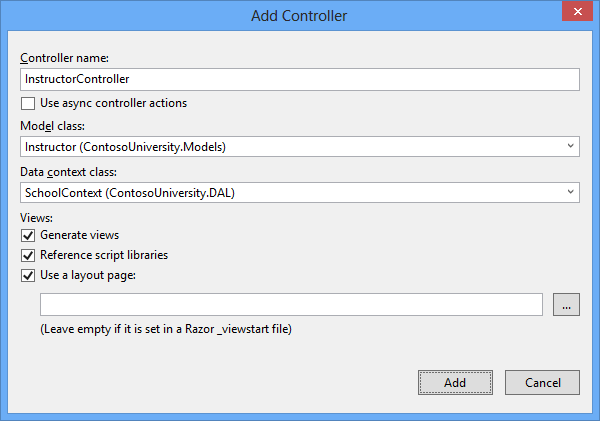 Add Controller
Controller name:
InstructorController
Use async controller actions
Model class:
Instructor (ContosoUniversity.Models)
Data context class:
SchoolContext (ContosoUniversity.DAL)
Views:
Generate views
Reference script libraries
Use a layout page:
...
(Leave empty if it is set in a Razor _viewstart file)
Add Cancel